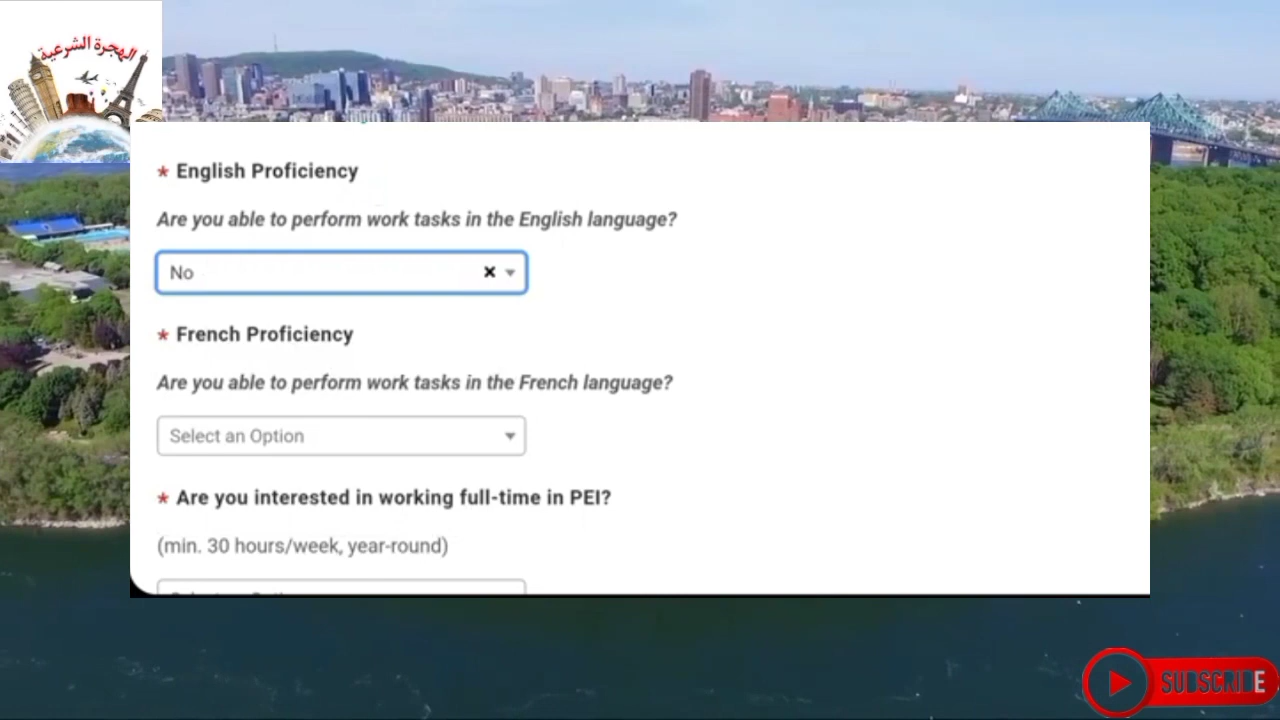 الهجرة الشرعية
* English Proficiency
Are you able to perform work tasks in the English language?
No
* French Proficiency
Are you able to perform work tasks in the French language?
Select an Option
* Are you interested in working full-time in PEI?
(min. 30 hours/week, year-round)
SUBSCRIBE